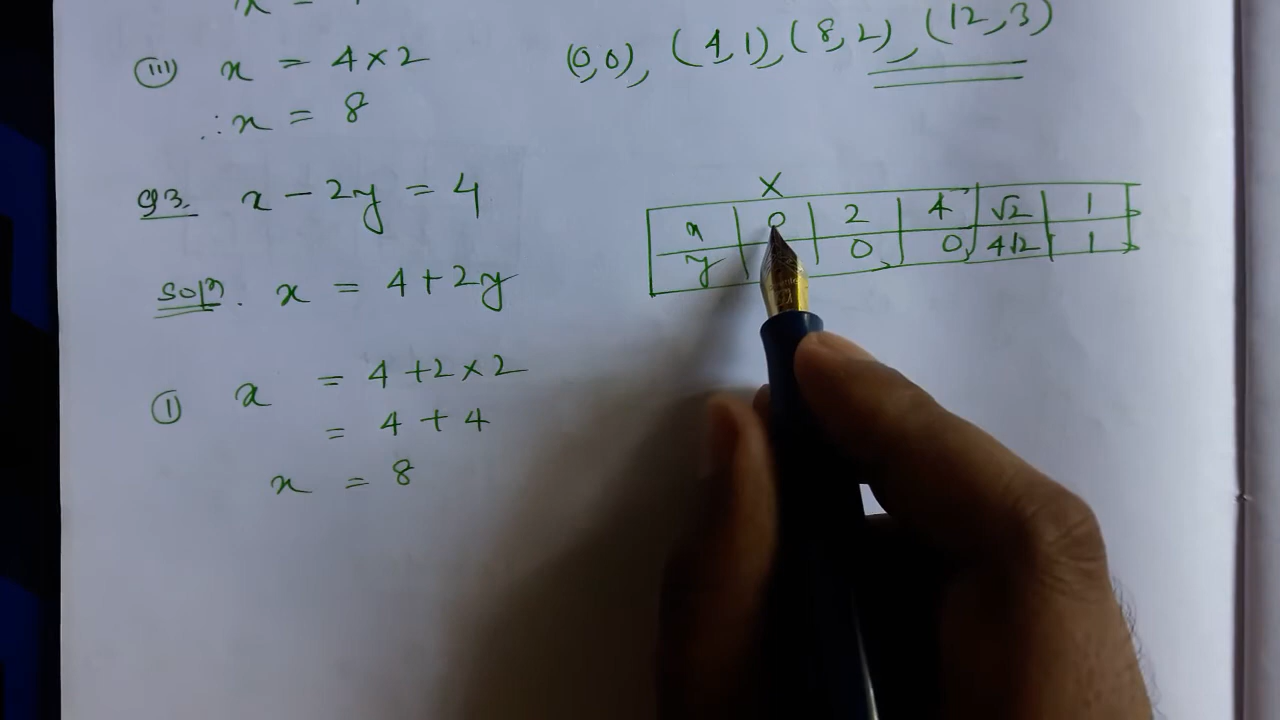 (III) x = 4 × 2
∴ x = 8
(0,0), (4,1), (8,2), (12,3)
Q3. x − 2y = 4
Soln. x = 4 + 2y
(I) x = 4 + 2 × 2
= 4 + 4
x = 8
X
x 0 2 4 √2 1
y 0 0 4√2 1